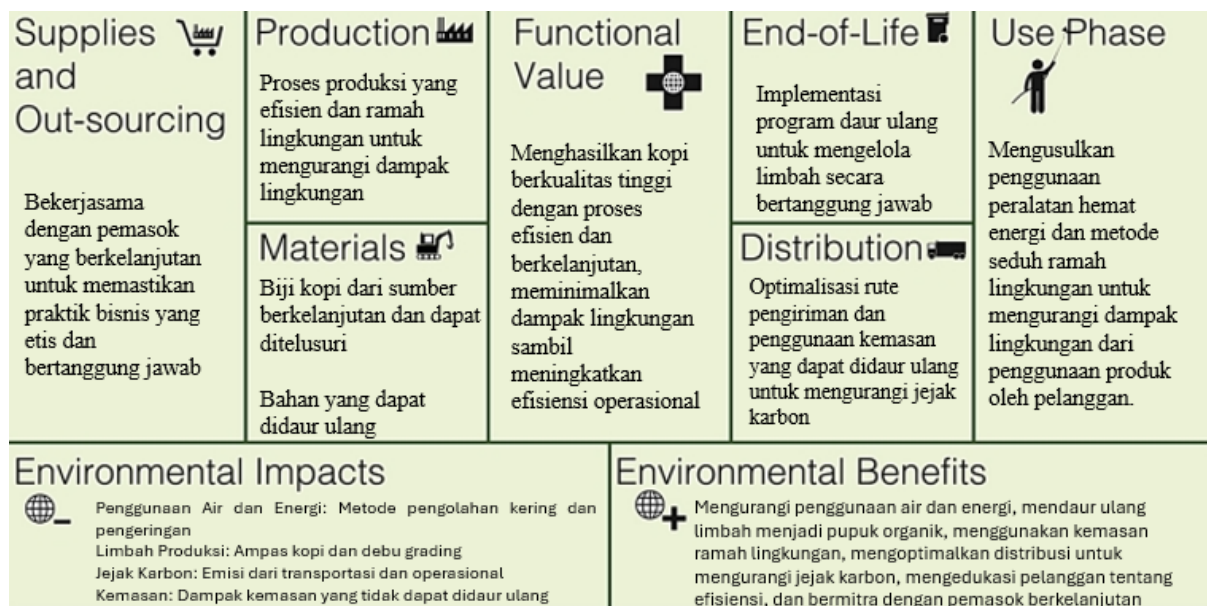 Supplies
and
Out-sourcing
Bekerjasama
dengan pemasok
yang berkelanjutan
untuk memastikan
praktik bisnis yang
etis dan
bertanggung jawab
Production
Proses produksi yang
efisien dan ramah
lingkungan untuk
mengurangi dampak
lingkungan
Materials
Biji kopi dari sumber
berkelanjutan dan dapat
ditelusuri
Bahan yang dapat
didaur ulang
Functional
Value
Menghasilkan kopi
berkualitas tinggi
dengan proses
efisien dan
berkelanjutan,
meminimalkan
dampak lingkungan
sambil
meningkatkan
efisiensi operasional
End-of-Life
Implementasi
program daur ulang
untuk mengelola
limbah secara
bertanggung jawab
Distribution
Optimalisasi rute
pengiriman dan
penggunaan kemasan
yang dapat didaur ulang
untuk mengurangi jejak
karbon
Use Phase
Mengusulkan
penggunaan
peralatan hemat
energi dan metode
seduh ramah
lingkungan untuk
mengurangi dampak
lingkungan dari
penggunaan produk
oleh pelanggan.
Environmental Impacts
Penggunaan Air dan Energi: Metode pengolahan kering dan
pengeringan
Limbah Produksi: Ampas kopi dan debu grading
Jejak Karbon: Emisi dari transportasi dan operasional
Kemasan: Dampak kemasan yang tidak dapat didaur ulang
Environmental Benefits
Mengurangi penggunaan air dan energi, mendaur ulang
limbah menjadi pupuk organik, menggunakan kemasan
ramah lingkungan, mengoptimalkan distribusi untuk
mengurangi jejak karbon, mengedukasi pelanggan tentang
efisiensi, dan bermitra dengan pemasok berkelanjutan